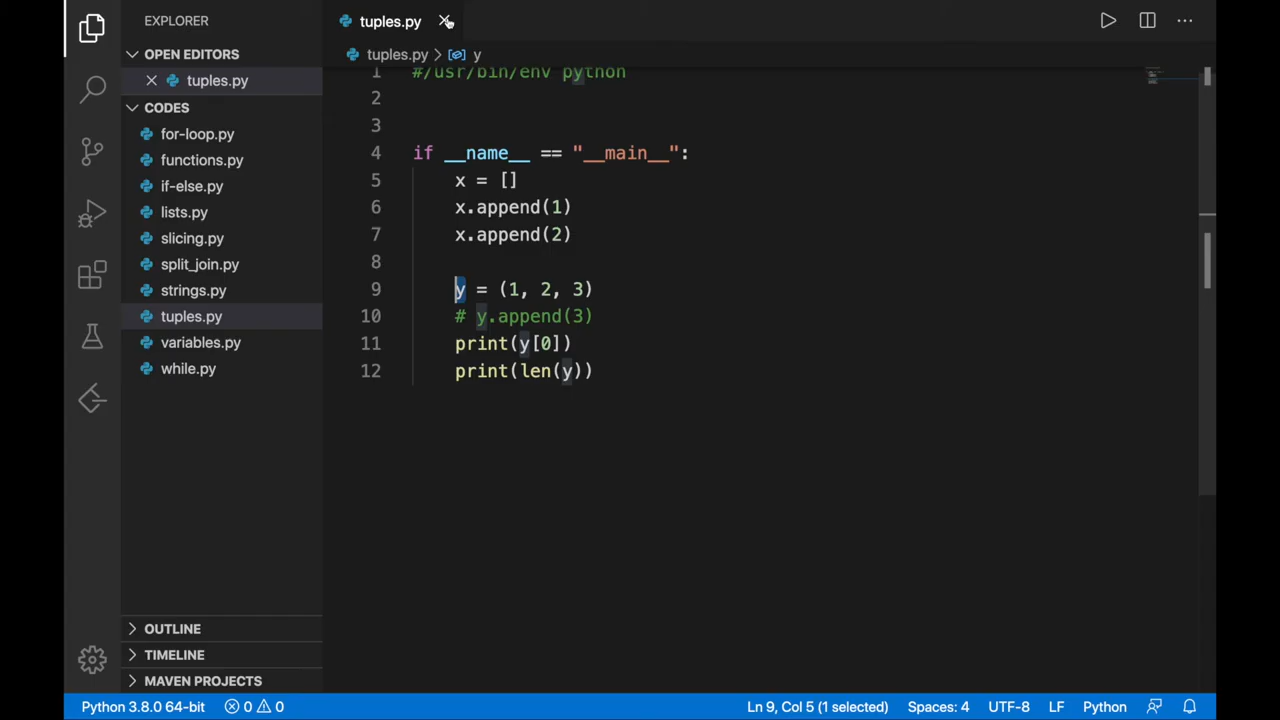 EXPLORER
OPEN EDITORS
tuples.py
CODES
for-loop.py
functions.py
if-else.py
lists.py
slicing.py
split_join.py
strings.py
tuples.py
variables.py
while.py
OUTLINE
TIMELINE
MAVEN PROJECTS
tuples.py
tuples.py > y
1 #/usr/bin/env python
2
3
4 if __name__ == "__main__":
5 x = []
6 x.append(1)
7 x.append(2)
8
9 y = (1, 2, 3)
10 # y.append(3)
11 print(y[0])
12 print(len(y))
Python 3.8.0 64-bit 0 0 Ln 9, Col 5 (1 selected) Spaces: 4 UTF-8 LF Python